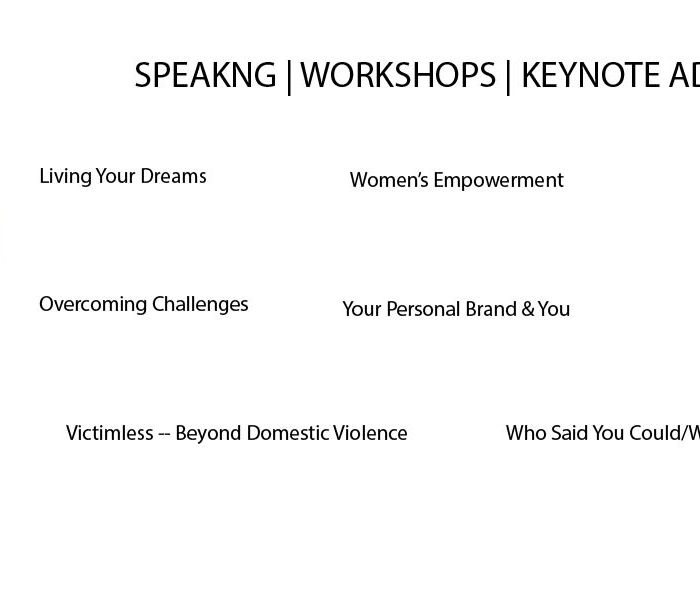 SPEAKNG | WORKSHOPS | KEYNOTE AD
Living Your Dreams
Women's Empowerment
Overcoming Challenges
Your Personal Brand & You
Victimless -- Beyond Domestic Violence
Who Said You Could/W